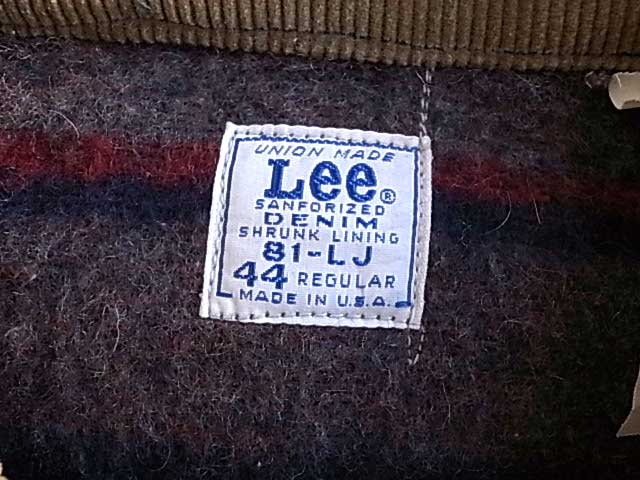 UNION MADE
Lee®
SANFORIZED
DENIM
SHRUNK LINING
81-LJ
44 REGULAR
MADE IN U.S.A.